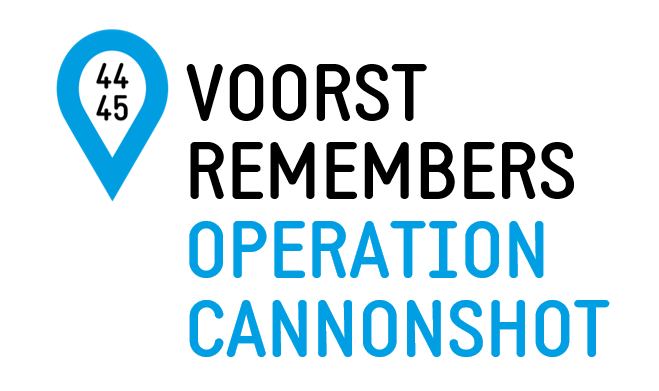 44
45
VOORST
REMEMBERS
OPERATION
CANNONSHOT